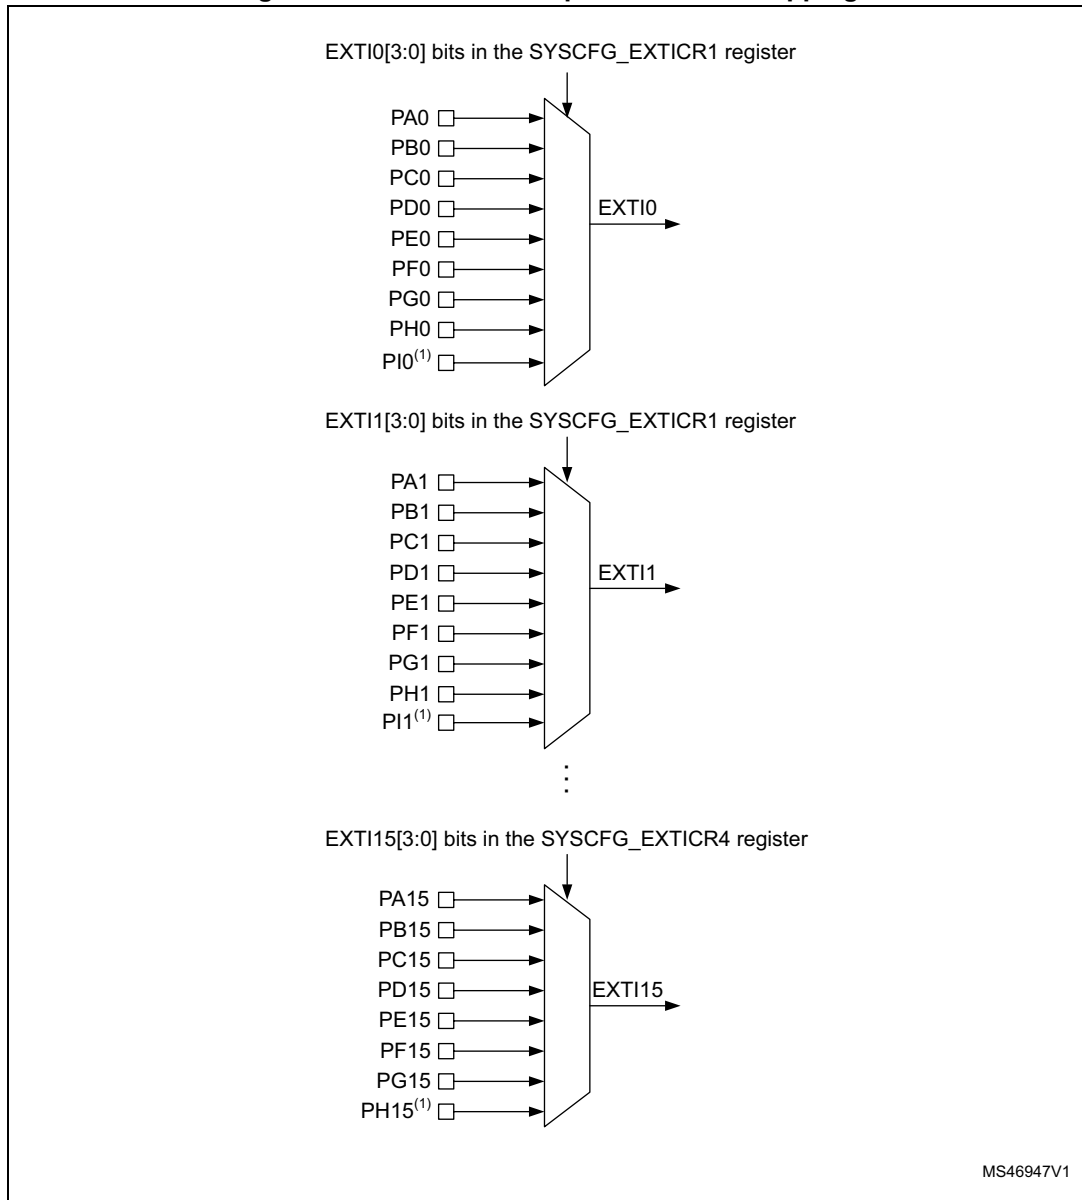 EXTI0[3:0] bits in the SYSCFG_EXTICR1 register
PA0
PB0
PC0
PD0
EXTI0
PE0
PF0
PG0
PH0
PI0(1)
EXTI1[3:0] bits in the SYSCFG_EXTICR1 register
PA1
PB1
PC1
PD1
EXTI1
PE1
PF1
PG1
PH1
PI1(1)
EXTI15[3:0] bits in the SYSCFG_EXTICR4 register
PA15
PB15
PC15
PD15
EXTI15
PE15
PF15
PG15
PH15(1)
MS46947V1